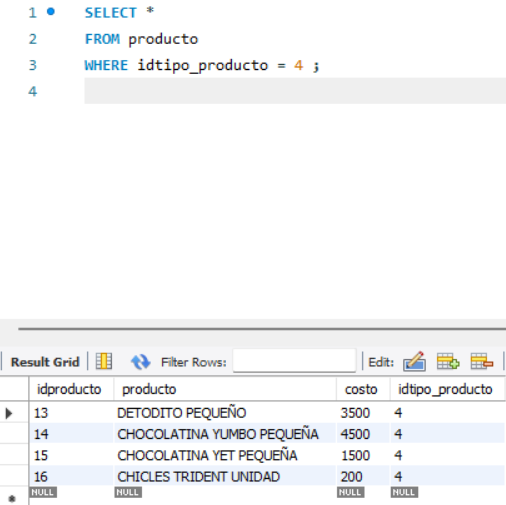 1 SELECT *
2 FROM producto
3 WHERE idtipo_producto = 4 ;
4
Result Grid Filter Rows: Edit:
idproducto producto costo idtipo_producto
13 DETODITO PEQUEÑO 3500 4
14 CHOCOLATINA YUMBO PEQUEÑA 4500 4
15 CHOCOLATINA YET PEQUEÑA 1500 4
16 CHICLES TRIDENT UNIDAD 200 4
NULL NULL NULL NULL